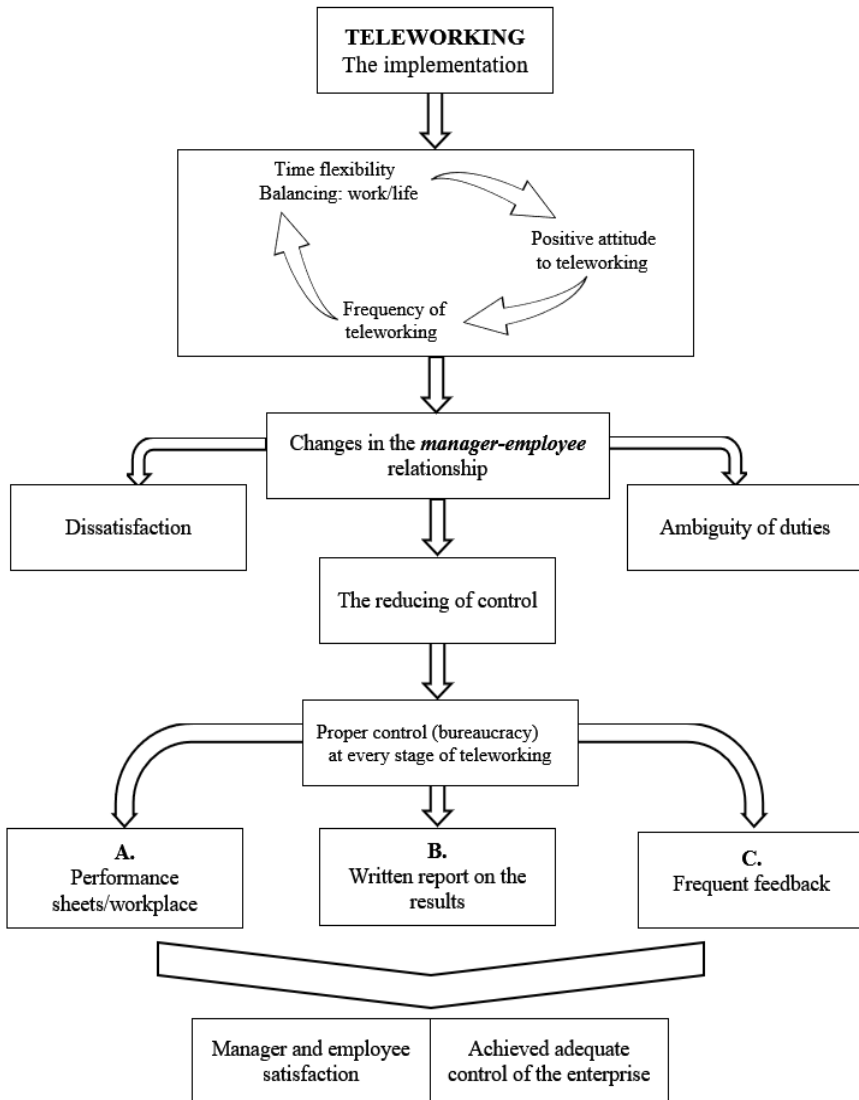 TELEWORKING
The implementation
Time flexibility
Balancing: work/life
Positive attitude
to teleworking
Frequency of
teleworking
Changes in the manager-employee
relationship
Dissatisfaction
Ambiguity of duties
The reducing of control
Proper control (bureaucracy)
at every stage of teleworking
A.
Performance
sheets/workplace
B.
Written report on the
results
C.
Frequent feedback
Manager and employee
satisfaction
Achieved adequate
control of the enterprise